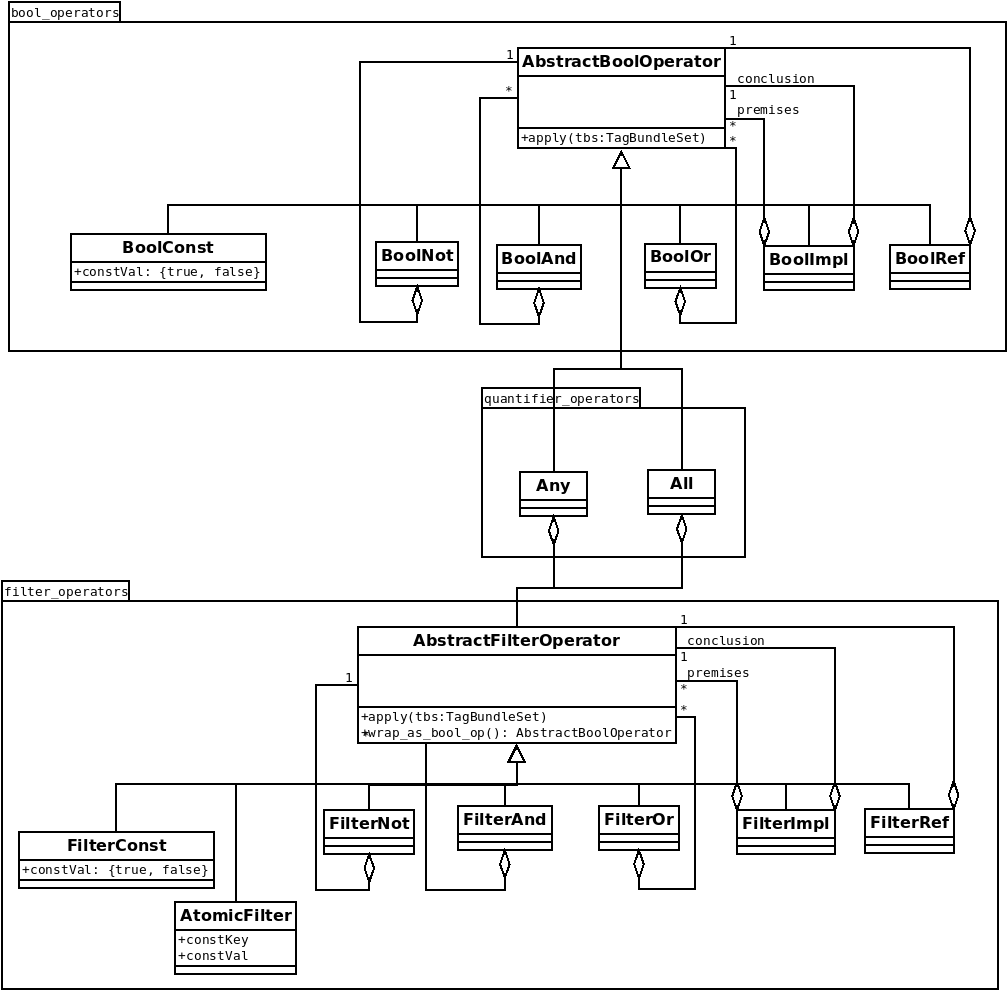 bool_operators
1
1
AbstractBoolOperator
conclusion
*
1
premises
*
+apply(tbs:TagBundleSet)
*
BoolConst
+constVal: {true, false}
BoolNot
BoolAnd
BoolOr
BoolImpl
BoolRef
quantifier_operators
Any
All
filter_operators
1
AbstractFilterOperator
conclusion
1
premises
1
*
*
+apply(tbs:TagBundleSet)
+wrap_as_bool_op(): AbstractBoolOperator
FilterConst
+constVal: {true, false}
FilterNot
FilterAnd
FilterOr
FilterImpl
FilterRef
AtomicFilter
+constKey
+constVal